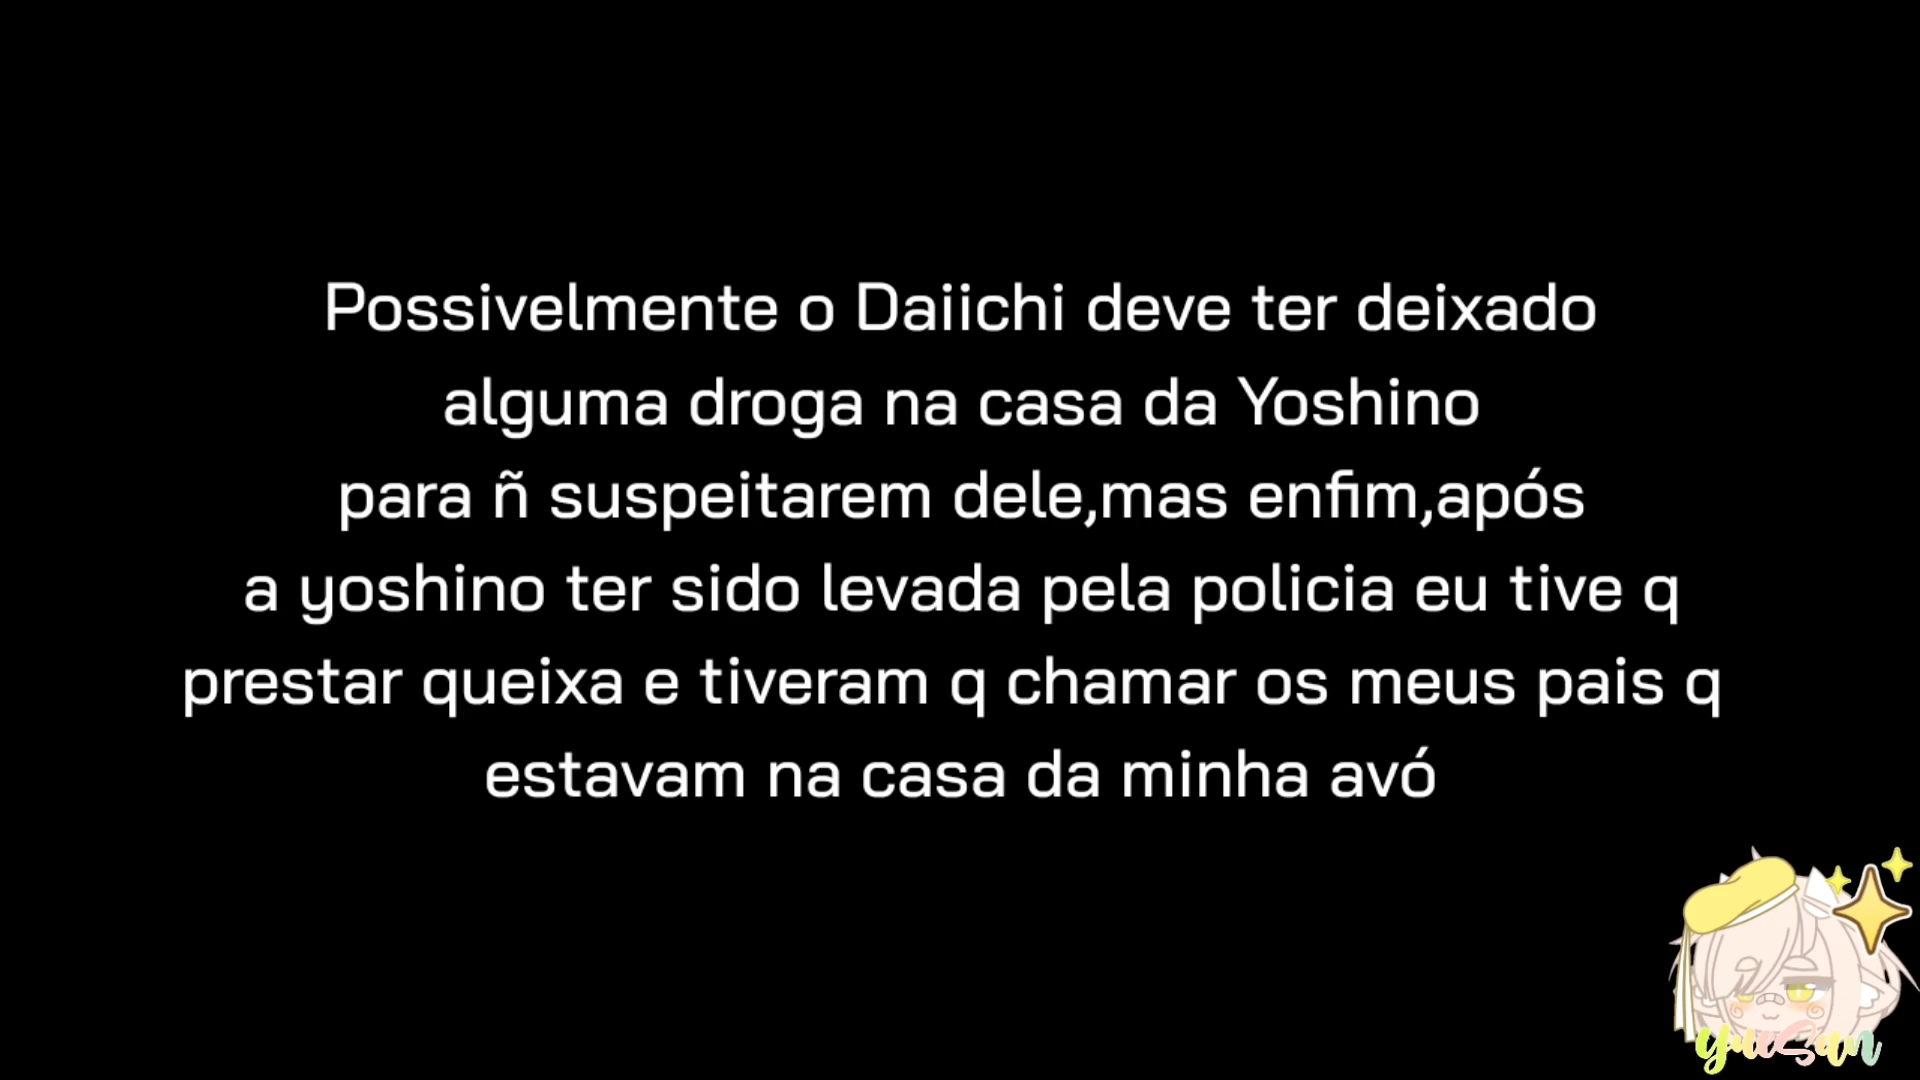 Possivelmente o Daiichi deve ter deixado
alguma droga na casa da Yoshino
para ñ suspeitarem dele,mas enfim,após
a yoshino ter sido levada pela policia eu tive q
prestar queixa e tiveram q chamar os meus pais q
estavam na casa da minha avó
yuuSun